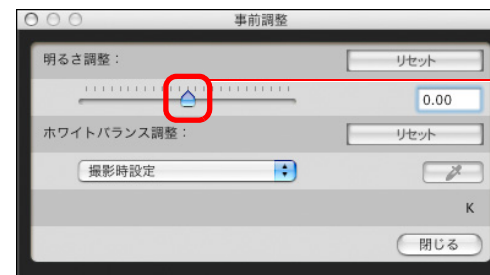 事前調整
明るさ調整： リセット
0.00
ホワイトバランス調整： リセット
撮影時設定
K
閉じる